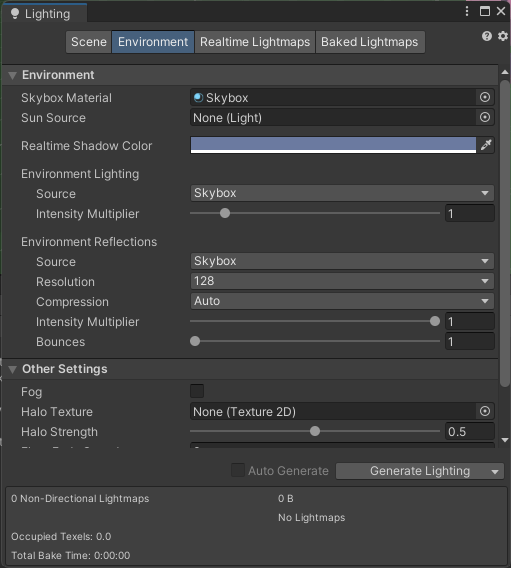 Lighting
Scene Environment Realtime Lightmaps Baked Lightmaps
Environment
Skybox Material Skybox
Sun Source None (Light)
Realtime Shadow Color
Environment Lighting
Source Skybox
Intensity Multiplier 1
Environment Reflections
Source Skybox
Resolution 128
Compression Auto
Intensity Multiplier 1
Bounces 1
Other Settings
Fog
Halo Texture None (Texture 2D)
Halo Strength 0.5
Auto Generate Generate Lighting
0 Non-Directional Lightmaps 0 B
No Lightmaps
Occupied Texels: 0.0
Total Bake Time: 0:00:00